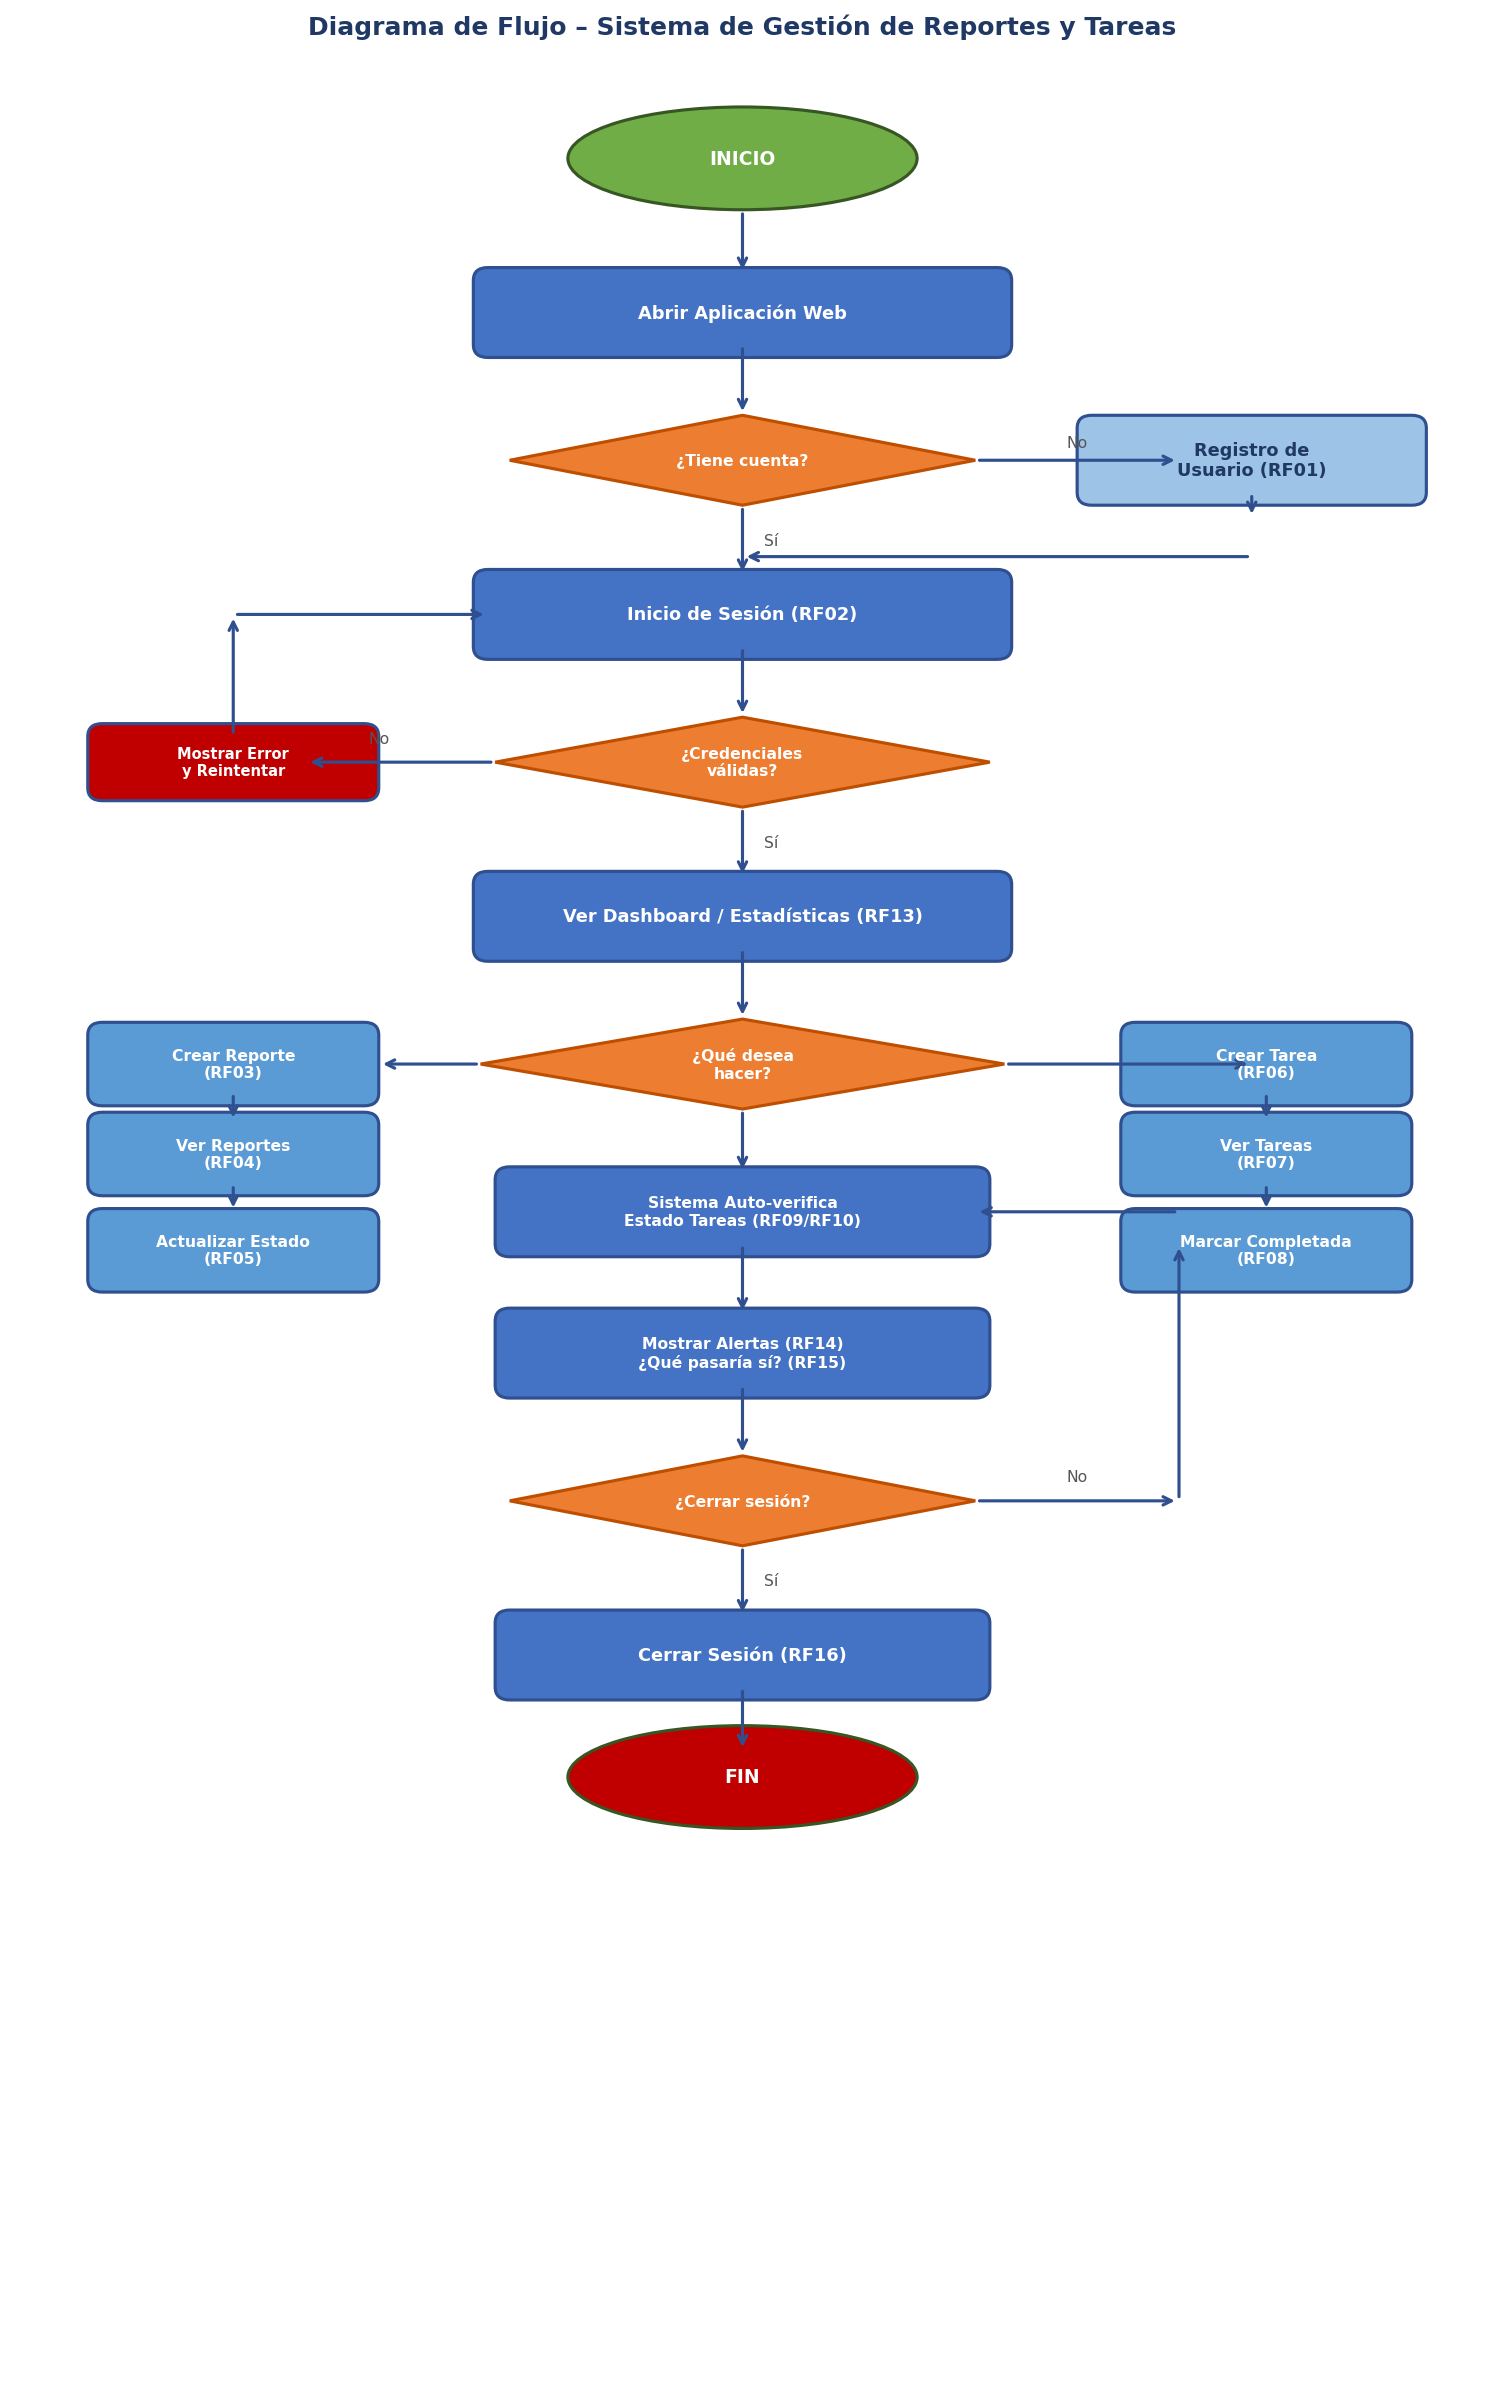 Diagrama de Flujo – Sistema de Gestión de Reportes y Tareas
INICIO
Abrir Aplicación Web
¿Tiene cuenta?
No
Registro de
Usuario (RF01)
Sí
Inicio de Sesión (RF02)
Mostrar Error
y Reintentar
No
¿Credenciales
válidas?
Sí
Ver Dashboard / Estadísticas (RF13)
Crear Reporte
(RF03)
¿Qué desea
hacer?
Crear Tarea
(RF06)
Ver Reportes
(RF04)
Ver Tareas
(RF07)
Sistema Auto-verifica
Estado Tareas (RF09/RF10)
Actualizar Estado
(RF05)
Marcar Completada
(RF08)
Mostrar Alertas (RF14)
¿Qué pasaría sí? (RF15)
¿Cerrar sesión?
No
Sí
Cerrar Sesión (RF16)
FIN